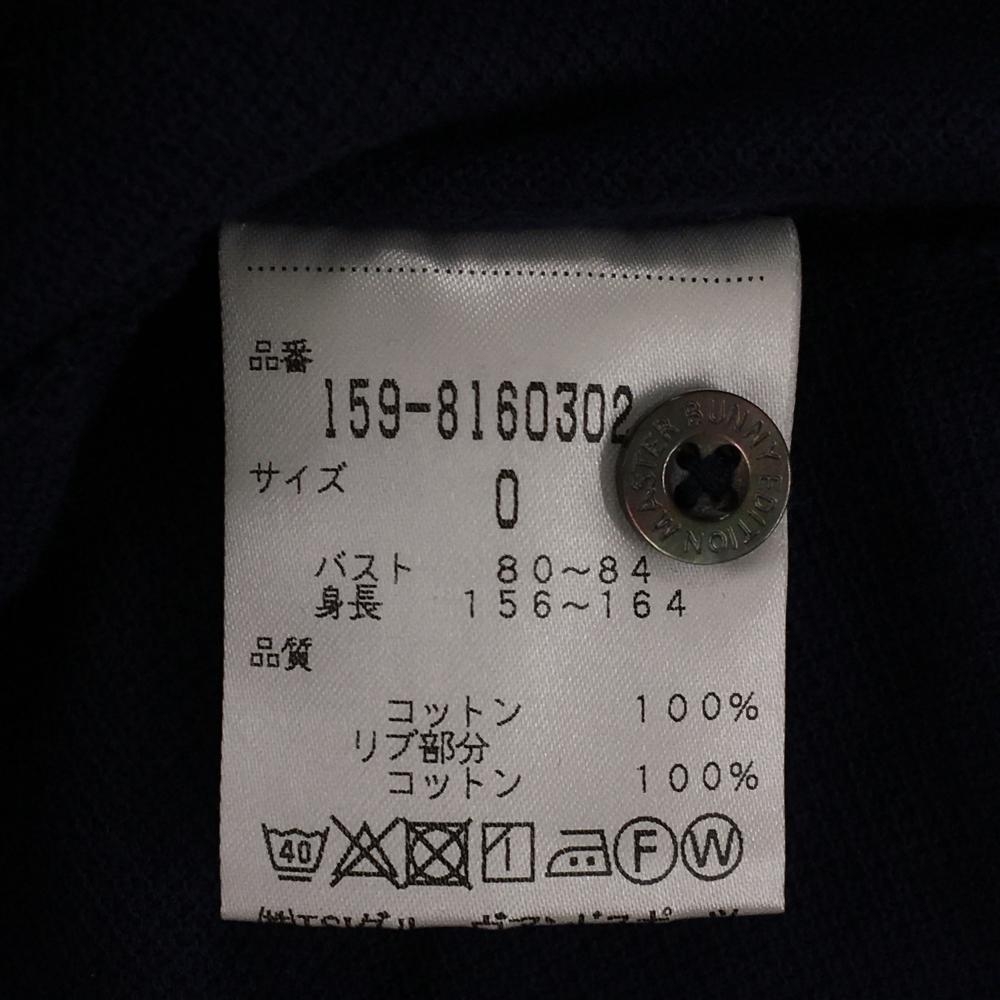 品番
159-8160302
サイズ
0
バスト 80~84
身長 156~164
品質
コットン 100%
リブ部分
コットン 100%
40 F W
MASTER BUNNY EDITION